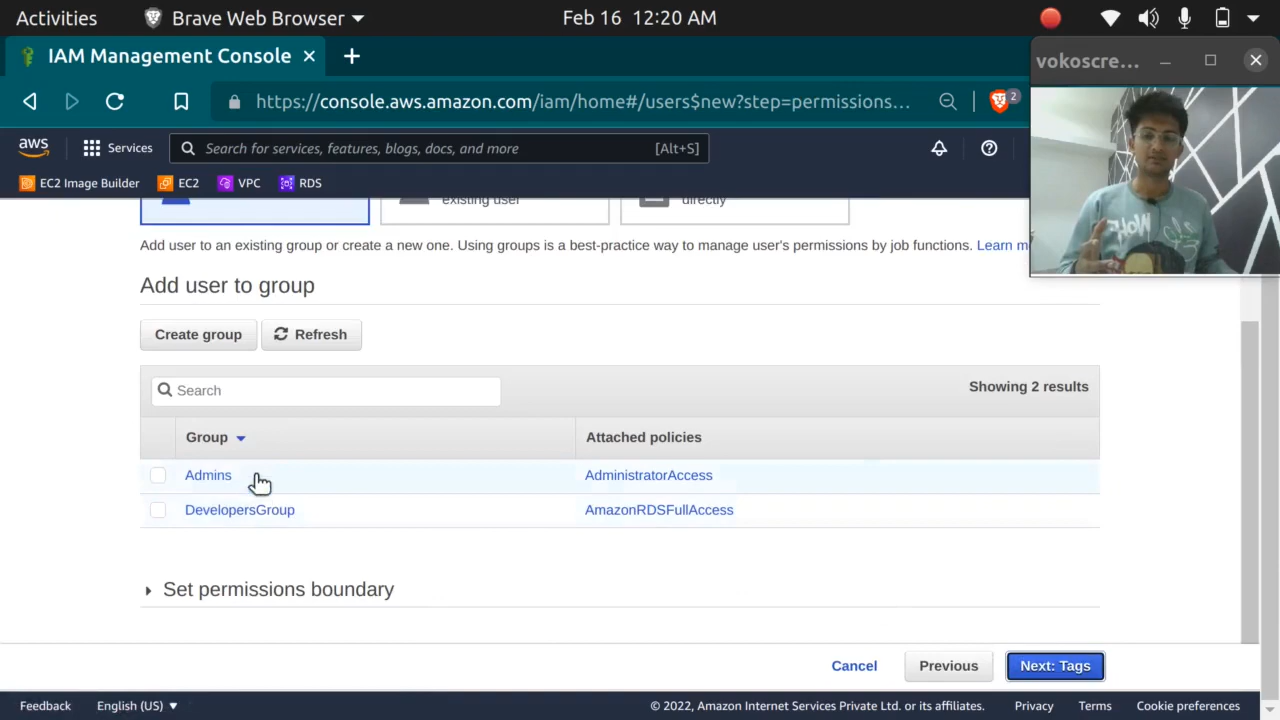 Activities
Brave Web Browser
Feb 16 12:20 AM
IAM Management Console
vokoscre...
https://console.aws.amazon.com/iam/home#/users$new?step=permissions...
2
aws
Services
Search for services, features, blogs, docs, and more
[Alt+S]
EC2 Image Builder
EC2
VPC
RDS
existing user
directly
Add user to an existing group or create a new one. Using groups is a best-practice way to manage user's permissions by job functions. Learn m
Add user to group
Create group
Refresh
Search
Showing 2 results
Group
Attached policies
Admins
AdministratorAccess
DevelopersGroup
AmazonRDSFullAccess
Set permissions boundary
Cancel
Previous
Next: Tags
Feedback
English (US)
© 2022, Amazon Internet Services Private Ltd. or its affiliates.
Privacy
Terms
Cookie preferences